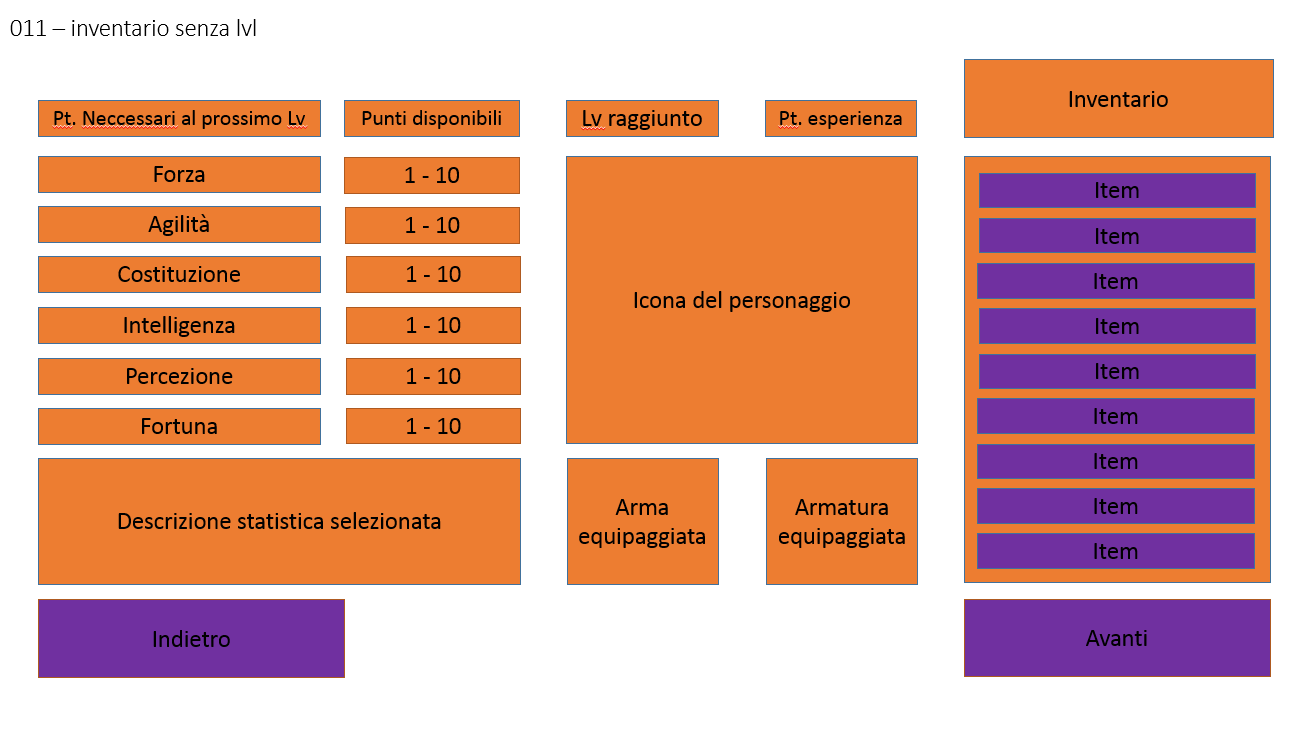 011 – inventario senza lvl
Pt. Neccessari al prossimo Lv
Punti disponibili
Lv raggiunto
Pt. esperienza
Inventario
Forza
1 - 10
Agilità
1 - 10
Costituzione
1 - 10
Intelligenza
1 - 10
Percezione
1 - 10
Fortuna
1 - 10
Descrizione statistica selezionata
Icona del personaggio
Arma
equipaggiata
Armatura
equipaggiata
Item
Item
Item
Item
Item
Item
Item
Item
Item
Indietro
Avanti